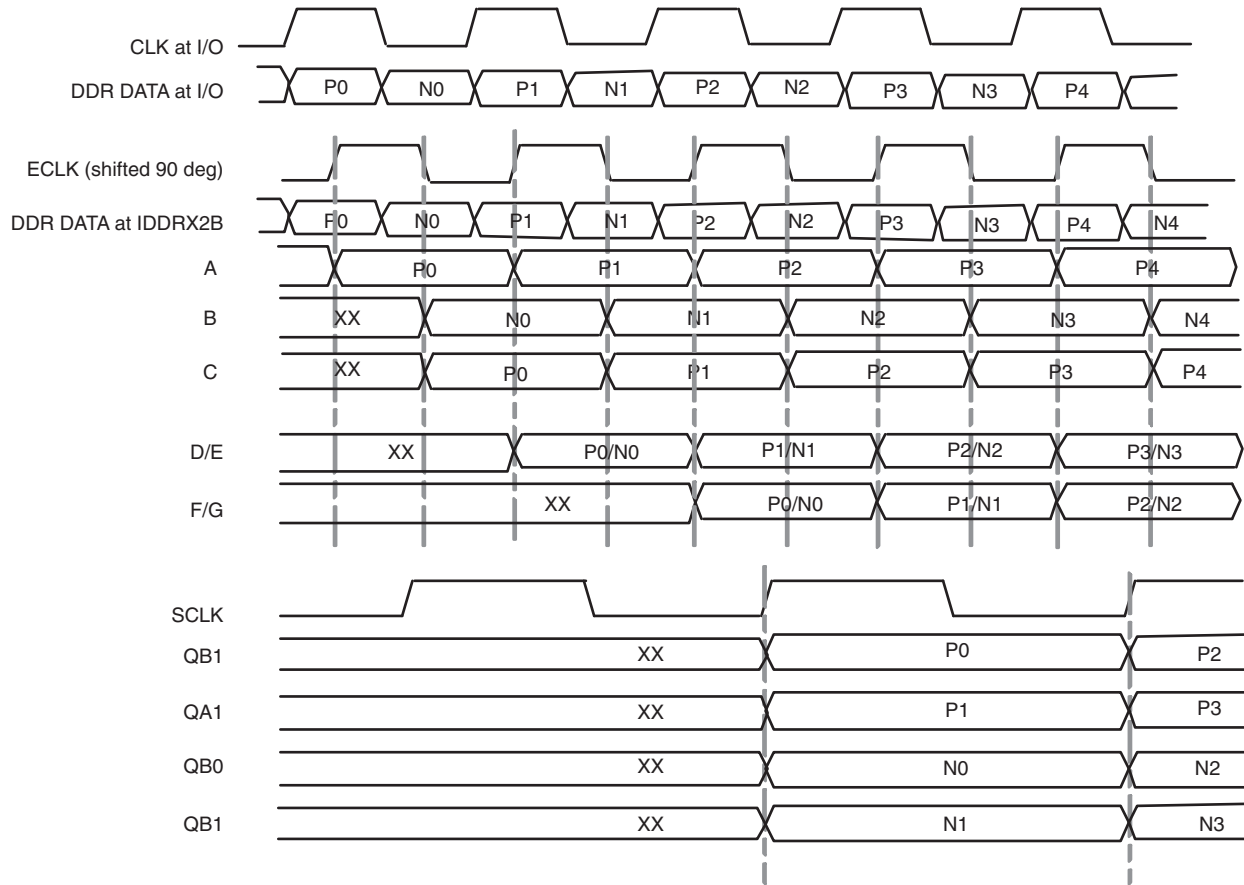 CLK at I/O
DDR DATA at I/O P0 N0 P1 N1 P2 N2 P3 N3 P4
ECLK (shifted 90 deg)
DDR DATA at IDDRX2B P0 N0 P1 N1 P2 N2 P3 N3 P4 N4
A P0 P1 P2 P3 P4
B XX N0 N1 N2 N3 N4
C XX P0 P1 P2 P3 P4
D/E XX P0/N0 P1/N1 P2/N2 P3/N3
F/G XX P0/N0 P1/N1 P2/N2
SCLK
QB1 XX P0 P2
QA1 XX P1 P3
QB0 XX N0 N2
QB1 XX N1 N3